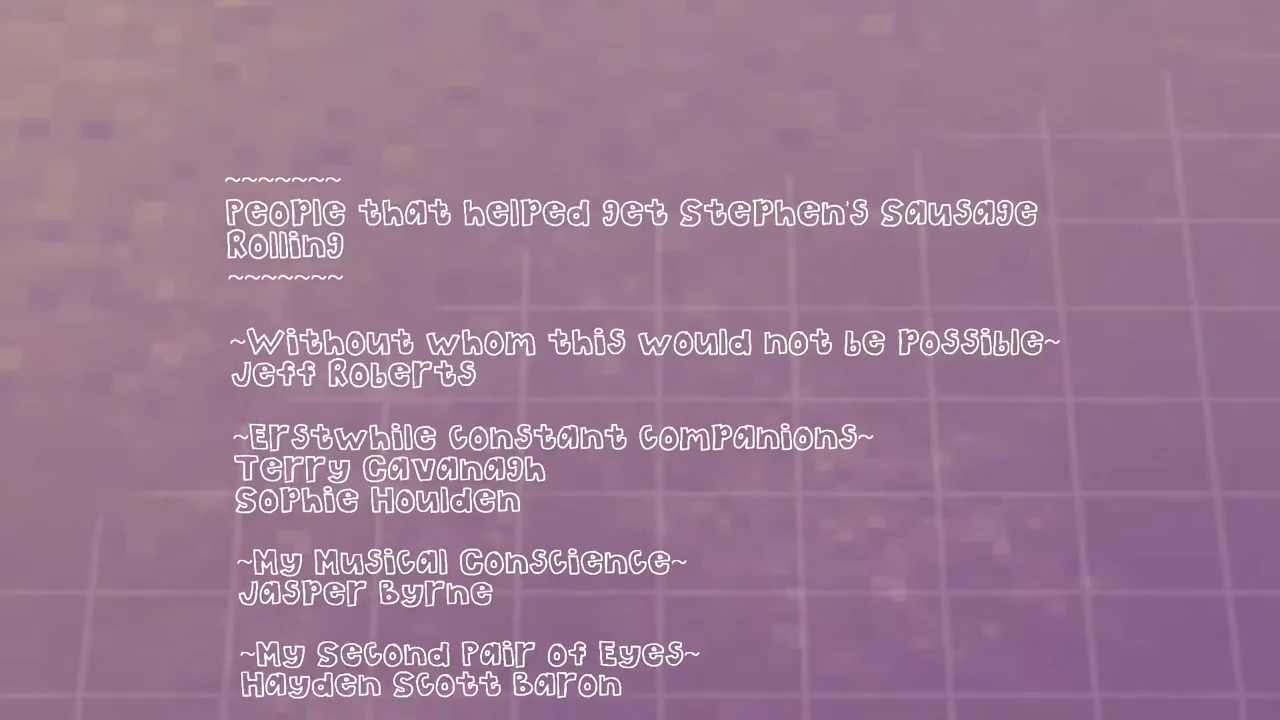 ~~~~~~~
People that helped get Stephen's Sausage
Rolling
~~~~~~~
~Without whom this would not be possible~
Jeff Roberts
~Erstwhile Constant Companions~
Terry Cavanagh
Sophie Houlden
~My Musical Conscience~
Jasper Byrne
~My Second Pair of Eyes~
Hayden Scott Baron